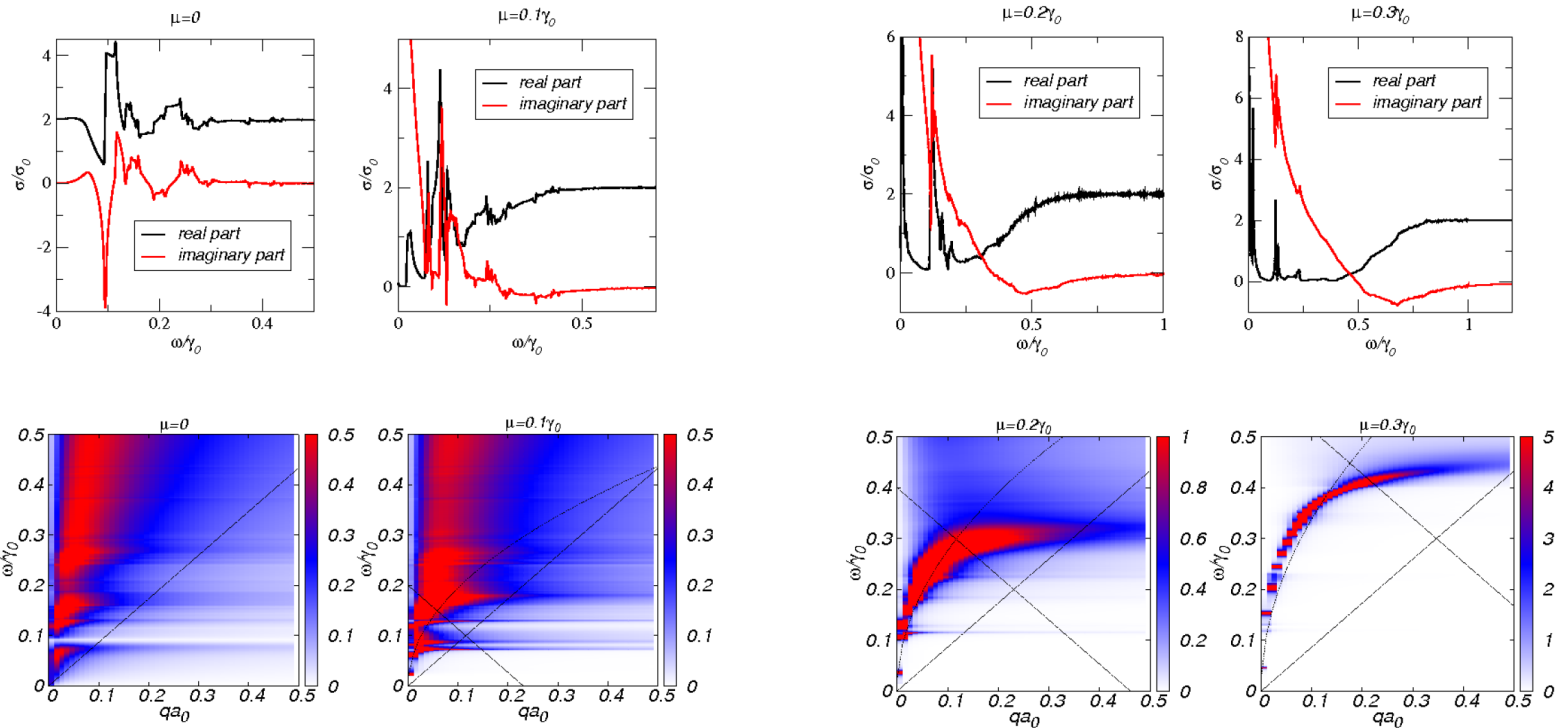 μ=0
4
2
0
-2
-4
σ/σ₀
real part
imaginary part
0 0.2 0.4
ω/γ₀
μ=0.1γ₀
4
2
0
σ/σ₀
real part
imaginary part
0 0.5
ω/γ₀
μ=0.2γ₀
6
4
2
0
σ/σ₀
real part
imaginary part
0 0.5 1
ω/γ₀
μ=0.3γ₀
8
6
4
2
0
σ/σ₀
real part
imaginary part
0 0.5 1
ω/γ₀
μ=0
0.5 0.5
0.4 0.4
0.3 0.3
0.2 0.2
0.1 0.1
0 0
ω/γ₀
0 0.1 0.2 0.3 0.4 0.5
qa₀
μ=0.1γ₀
0.5 0.5
0.4 0.4
0.3 0.3
0.2 0.2
0.1 0.1
0 0
ω/γ₀
0 0.1 0.2 0.3 0.4 0.5
qa₀
μ=0.2γ₀
0.5 1
0.4 0.8
0.3 0.6
0.2 0.4
0.1 0.2
0 0
ω/γ₀
0 0.1 0.2 0.3 0.4 0.5
qa₀
μ=0.3γ₀
0.5 5
0.4 4
0.3 3
0.2 2
0.1 1
0 0
ω/γ₀
0 0.1 0.2 0.3 0.4 0.5
qa₀